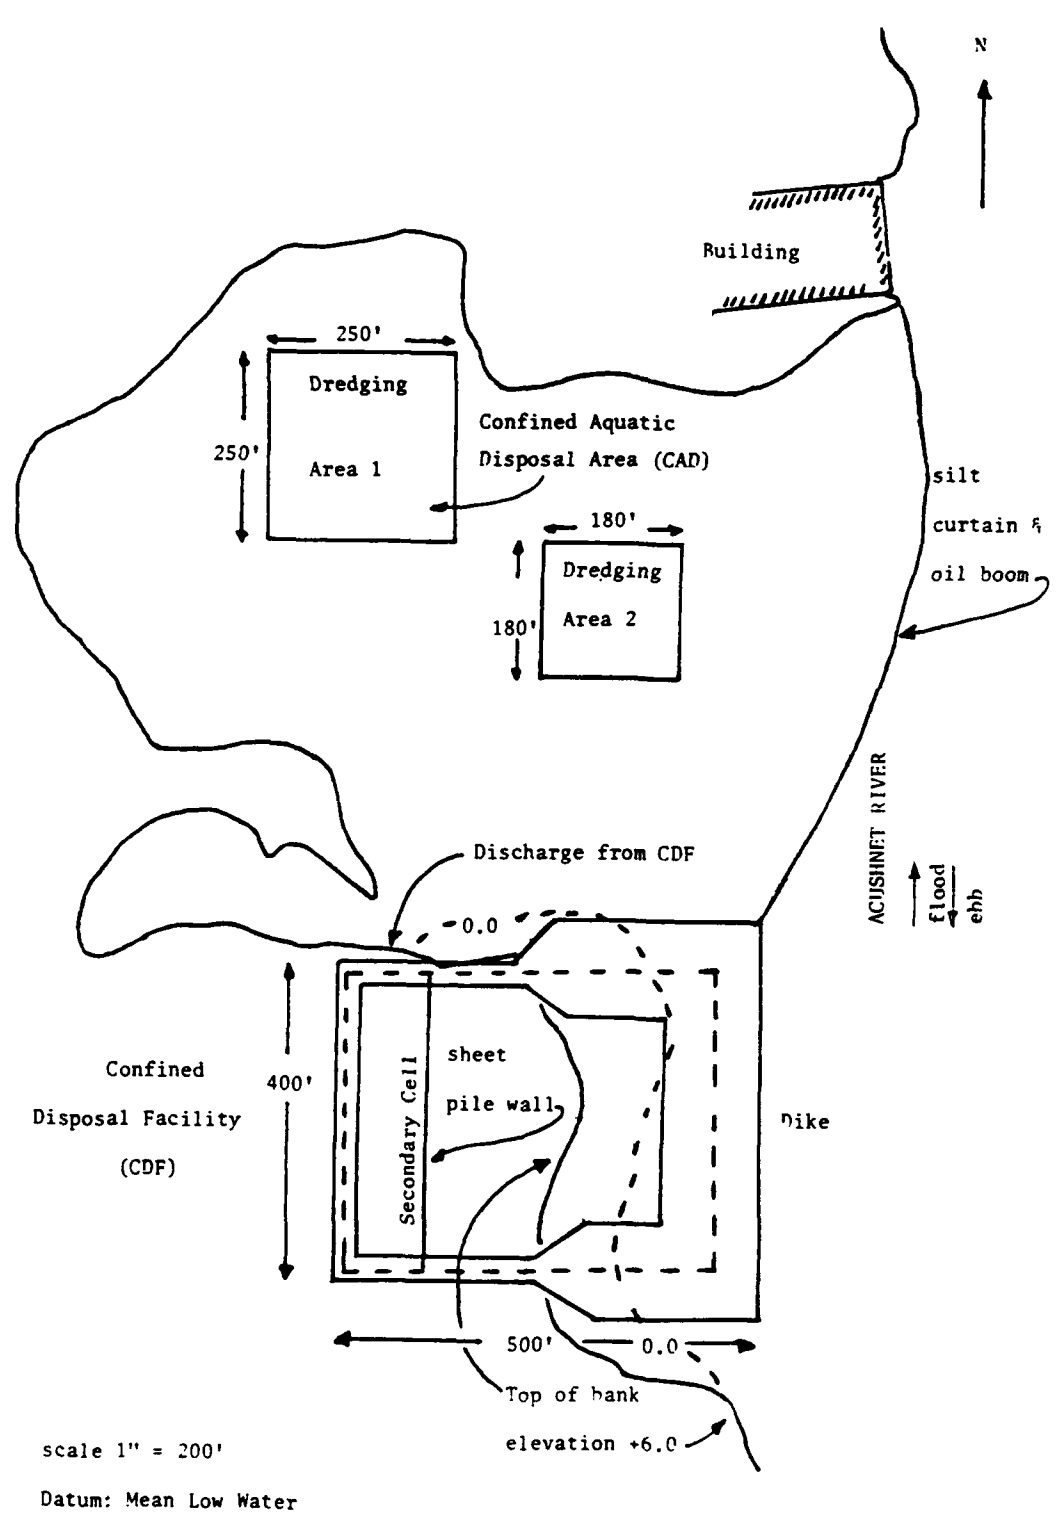 N
Building
250'
Dredging
250'
Area 1
Confined Aquatic
Disposal Area (CAD)
silt
curtain &
oil boom
180'
Dredging
180'
Area 2
ACUSHNET RIVER
flood
ebb
Discharge from CDF
0.0
Confined
Disposal Facility
(CDF)
400'
Secondary Cell
sheet
pile wall
Dike
500'
0.0
Top of bank
elevation +6.0
scale 1" = 200'
Datum: Mean Low Water